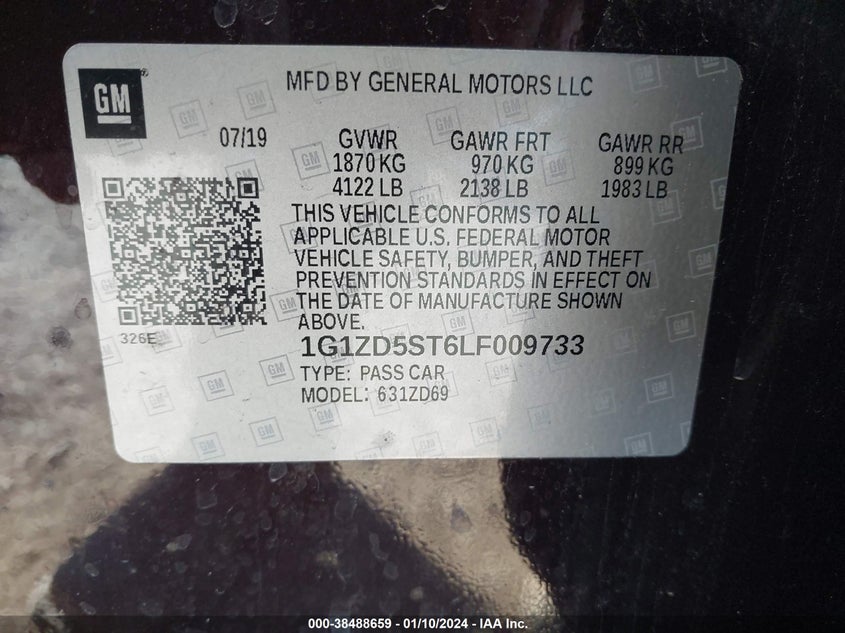 GM
MFD BY GENERAL MOTORS LLC
07/19 GVWR GAWR FRT GAWR RR
1870 KG 970 KG 899 KG
4122 LB 2138 LB 1983 LB
THIS VEHICLE CONFORMS TO ALL
APPLICABLE U.S. FEDERAL MOTOR
VEHICLE SAFETY, BUMPER, AND THEFT
PREVENTION STANDARDS IN EFFECT ON
THE DATE OF MANUFACTURE SHOWN
ABOVE.
326E
1G1ZD5ST6LF009733
TYPE: PASS CAR
MODEL: 631ZD69
000-38488659 - 01/10/2024 - IAA Inc.